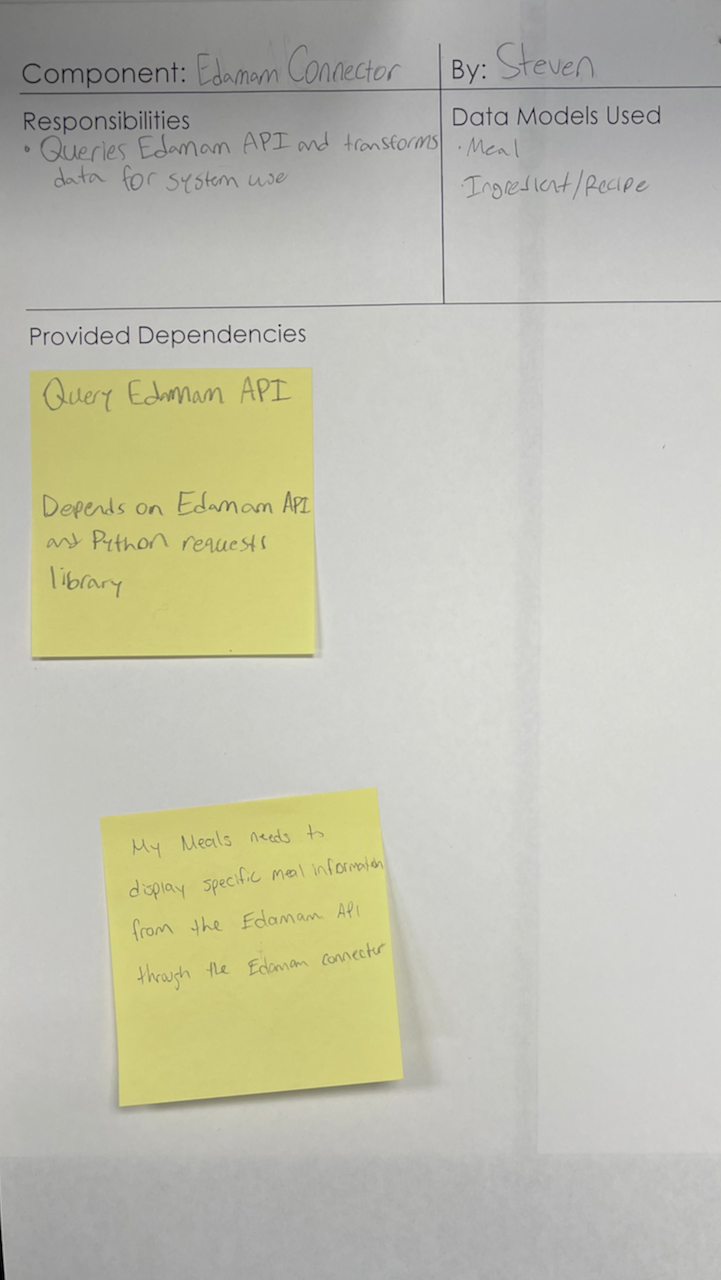 Component: Edamam Connector
By: Steven
Responsibilities
• Queries Edamam API and transforms
data for system use
Data Models Used
· Meal
· Ingredient/Recipe
Provided Dependencies
Query Edamam API
Depends on Edamam API
and Python requests
library
My Meals needs to
display specific meal information
from the Edamam API
through the Edamam connector